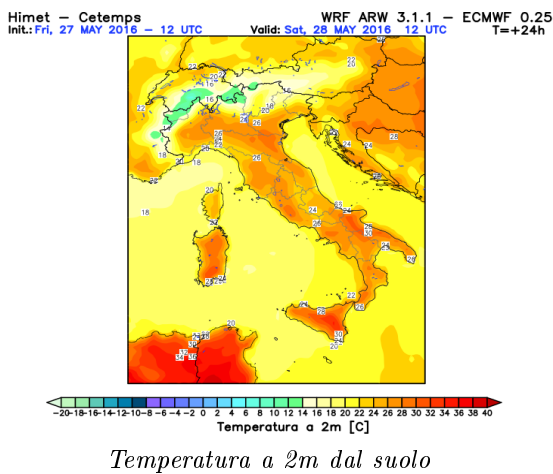 Himet – Cetemps WRF ARW 3.1.1 – ECMWF 0.25
Init.: Fri, 27 MAY 2016 – 12 UTC Valid: Sat, 28 MAY 2016 12 UTC T=+24h
-20-18-16-14-12-10-8 -6 -4 -2 0 2 4 6 8 10 12 14 16 18 20 22 24 26 28 30 32 34 36 38 40
Temperatura a 2m [C]
Temperatura a 2m dal suolo